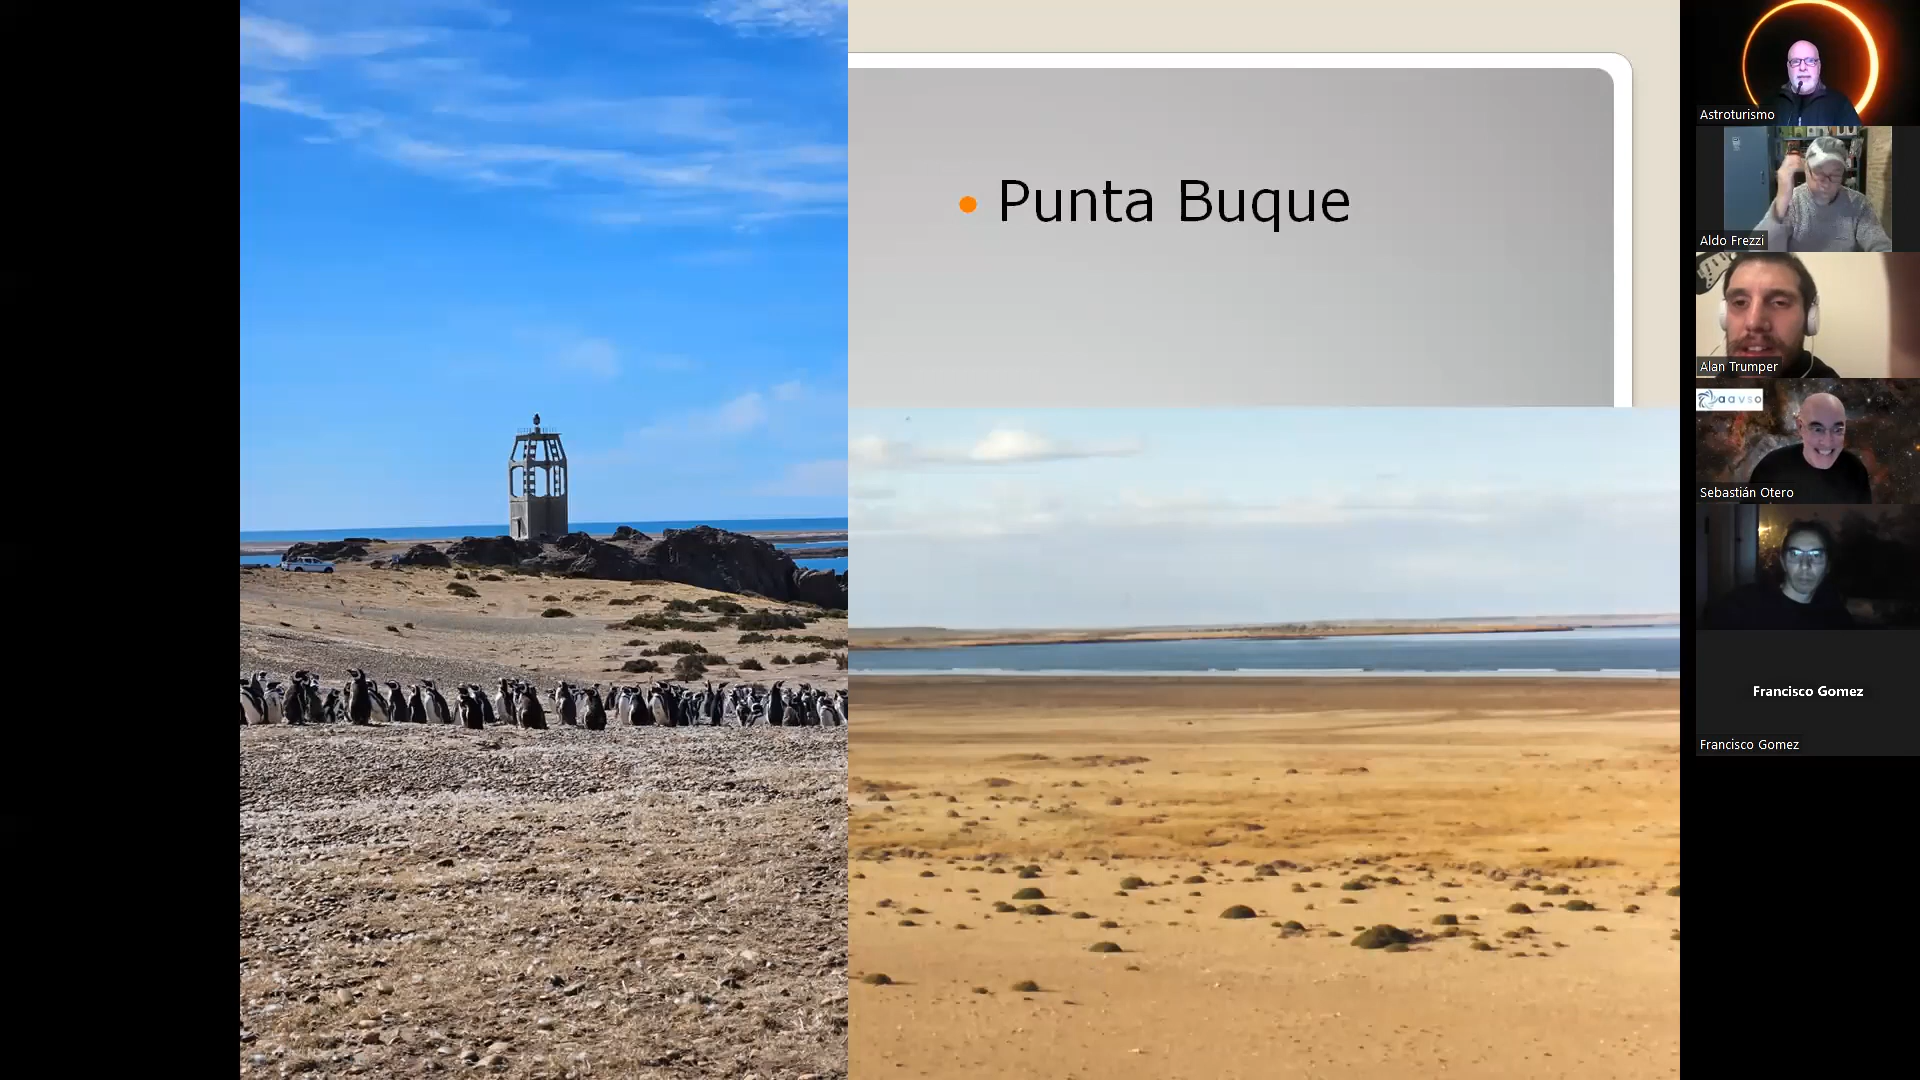 • Punta Buque
Astroturismo
Aldo Frezzi
Alan Trumper
aavso
Sebastián Otero
Francisco Gomez
Francisco Gomez